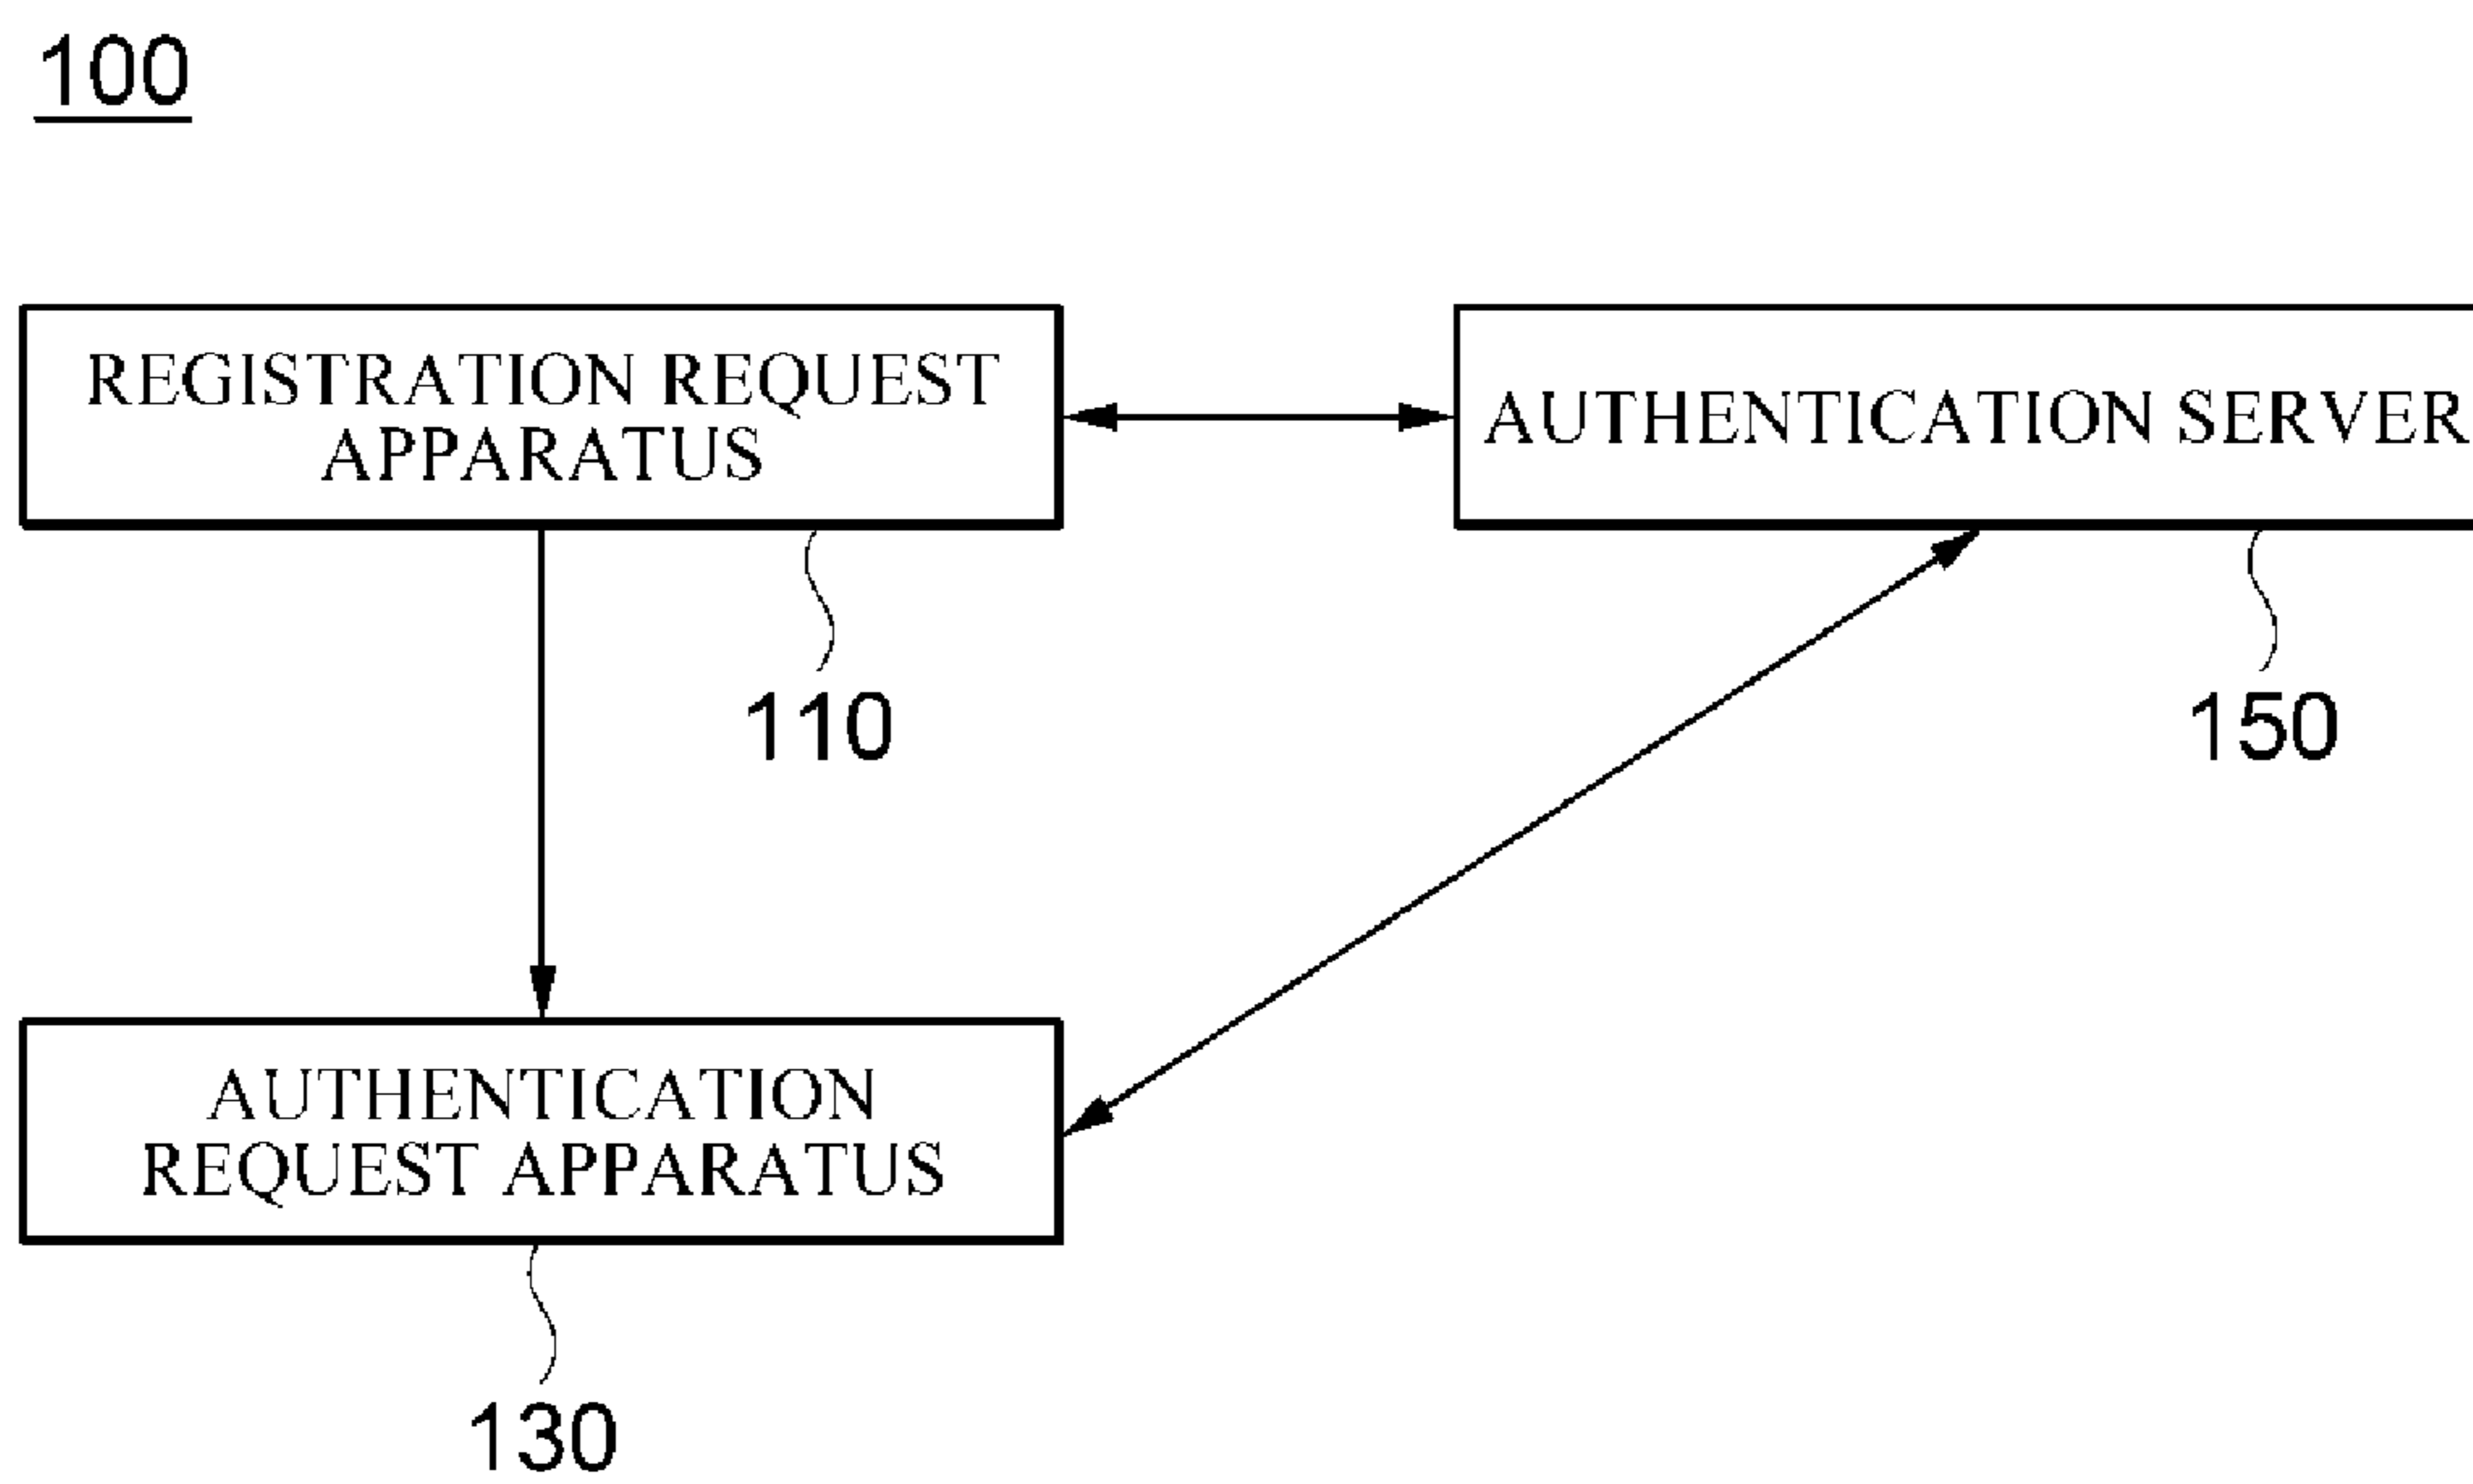 100
REGISTRATION REQUEST
APPARATUS
AUTHENTICATION SERVER
110
150
AUTHENTICATION
REQUEST APPARATUS
130